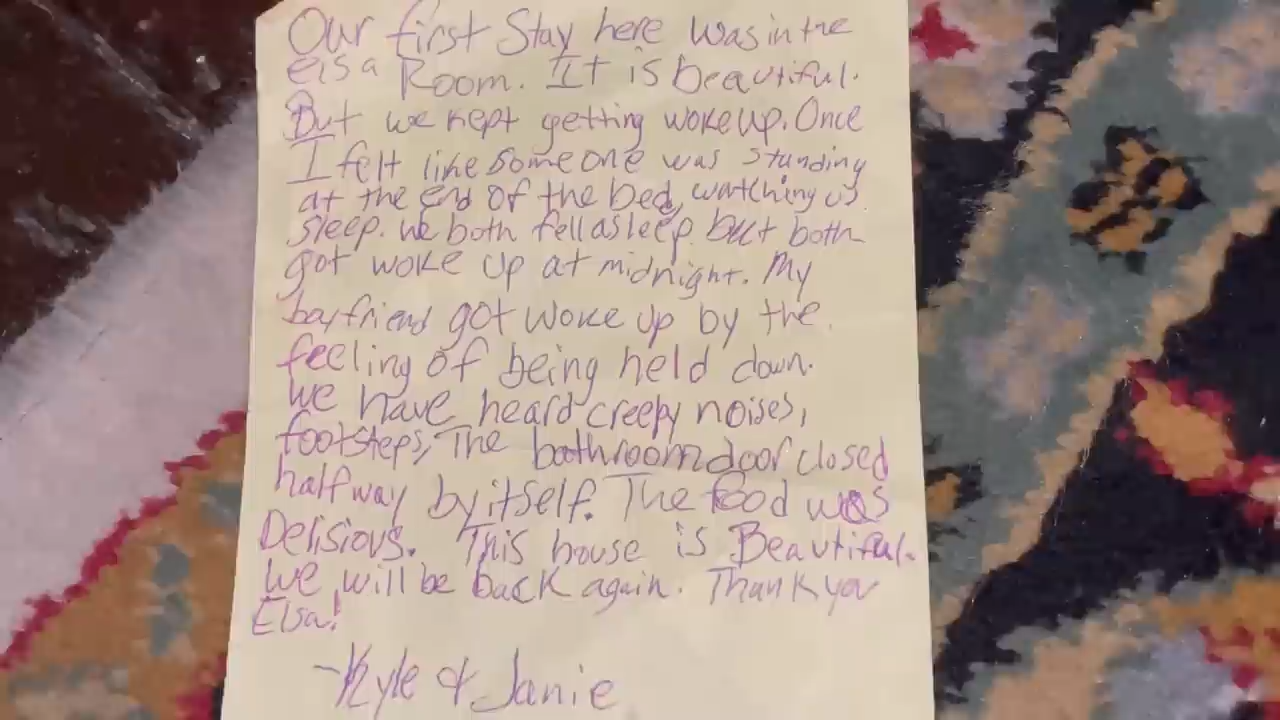 Our first Stay here was in the
elsa Room. It is beautiful.
But we kept getting woke up. Once
I felt like someone was standing
at the end of the bed, watching us
sleep. we both fell asleep but both
got woke up at midnight. My
boyfriend got woke up by the
feeling of being held down.
we have heard creepy noises,
footsteps, The bathroom door closed
halfway by itself. The food was
Delisious. This house is Beautiful.
we will be back again. Thank you
Elsa!
-Kyle & Janie